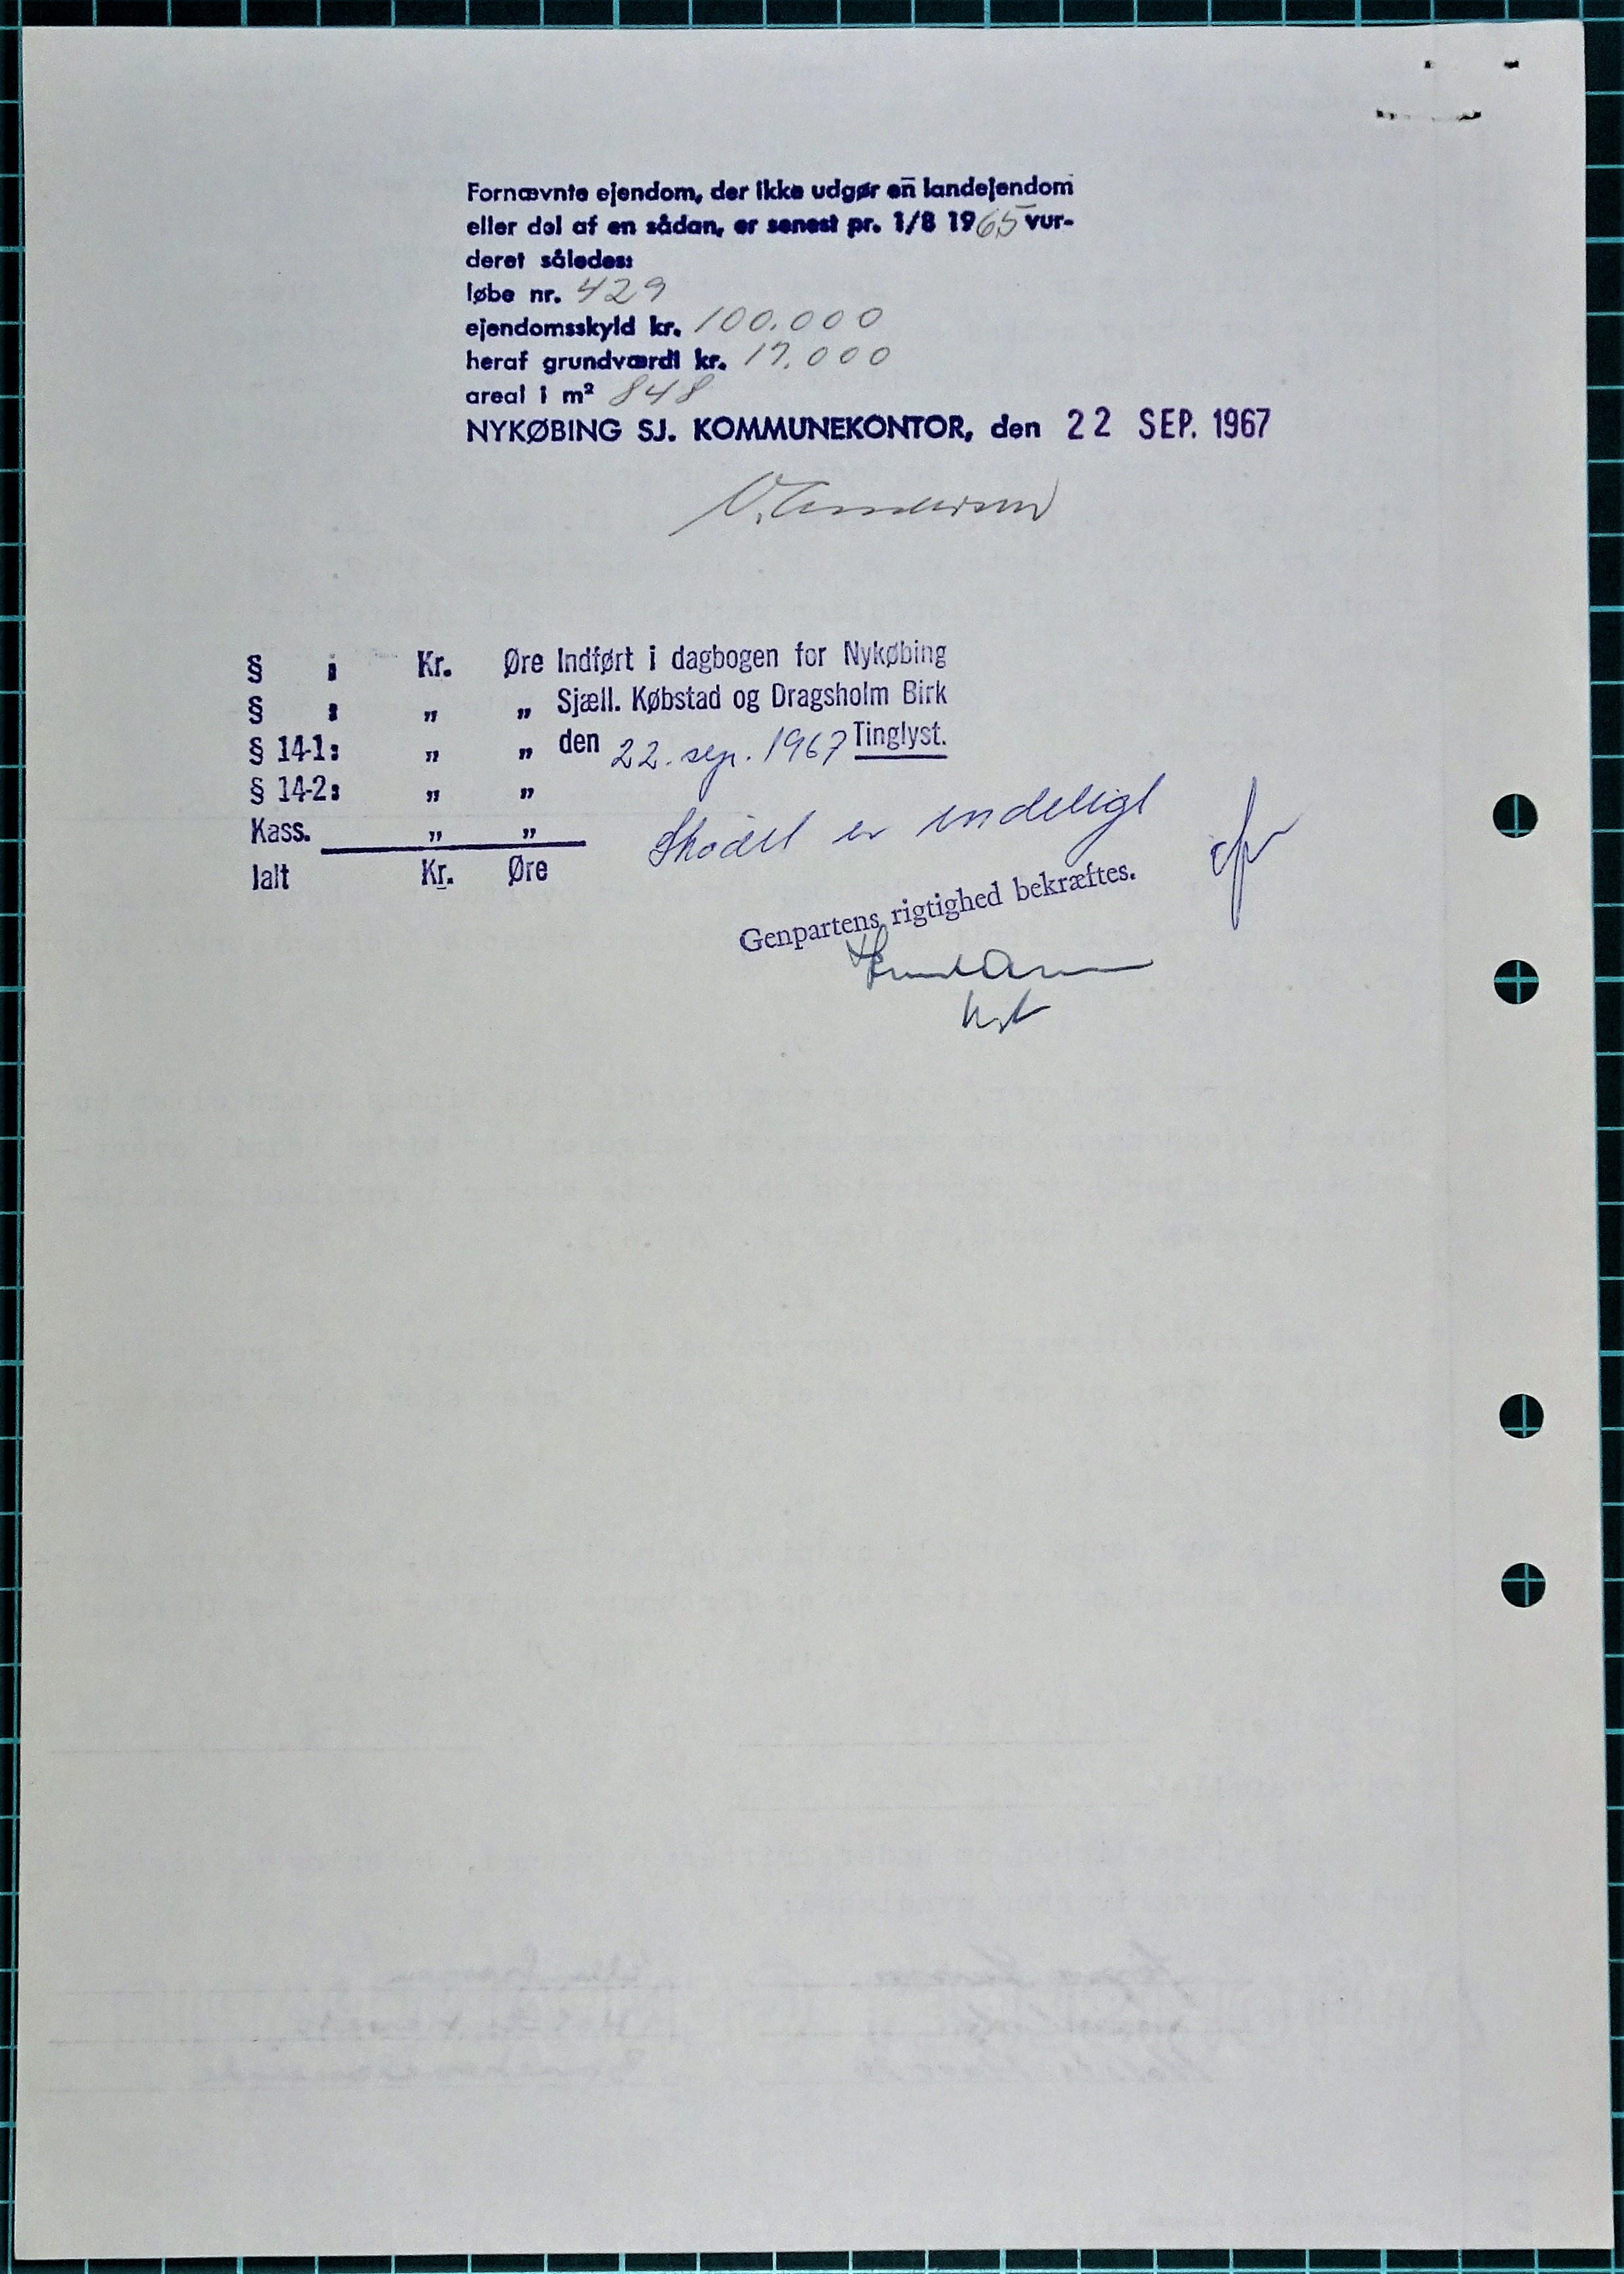 Fornævnte ejendom, der ikke udgør en landejendom
eller del af en sådan, er senest pr. 1/8 1965 vur-
deret således:
løbe nr. 429
ejendomsskyld kr. 100.000
heraf grundværdi kr. 17.000
areal i m² 848
NYKØBING SJ. KOMMUNEKONTOR, den 22 SEP. 1967
V. Andersen
§ : Kr. Øre Indført i dagbogen for Nykøbing
§ : „ „ Sjæll. Købstad og Dragsholm Birk
§ 14-1: „ „ den 22. sep. 1967 Tinglyst.
§ 14-2: „ „
Kass. „ „
Skødet er endeligt
Ialt Kr. Øre
Genpartens rigtighed bekræftes.